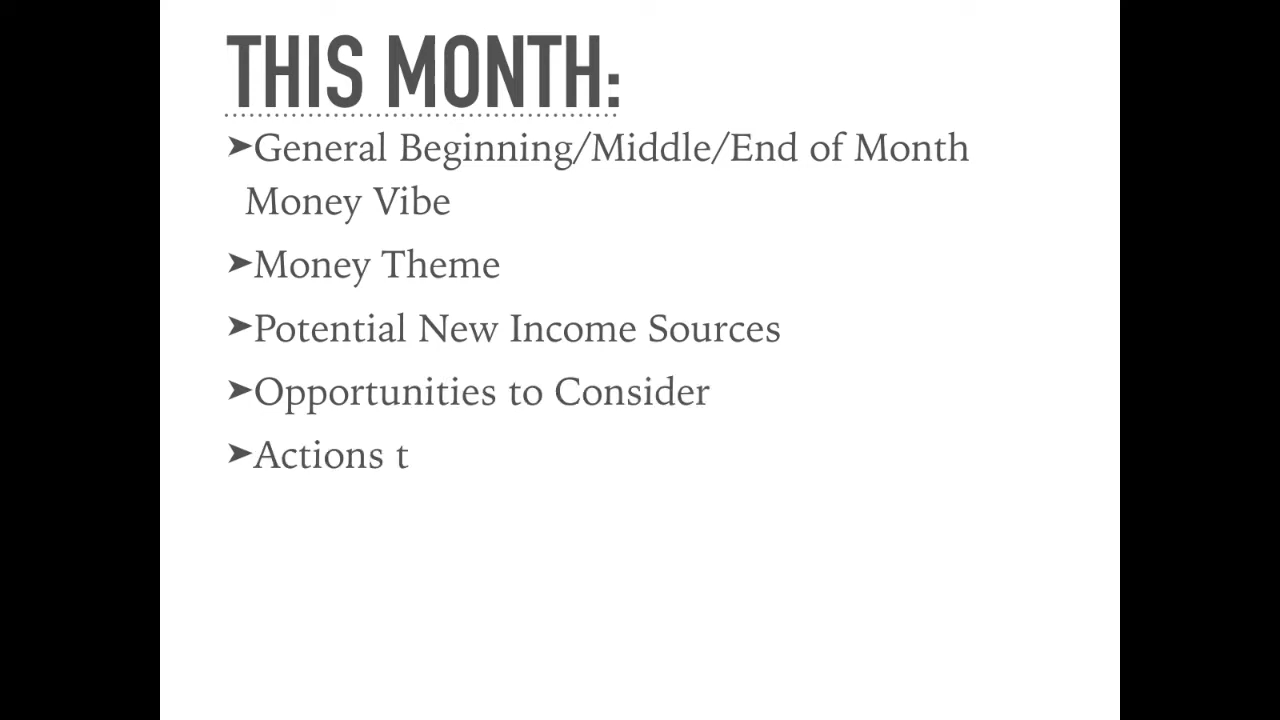 THIS MONTH:
➤General Beginning/Middle/End of Month
Money Vibe
➤Money Theme
➤Potential New Income Sources
➤Opportunities to Consider
➤Actions t